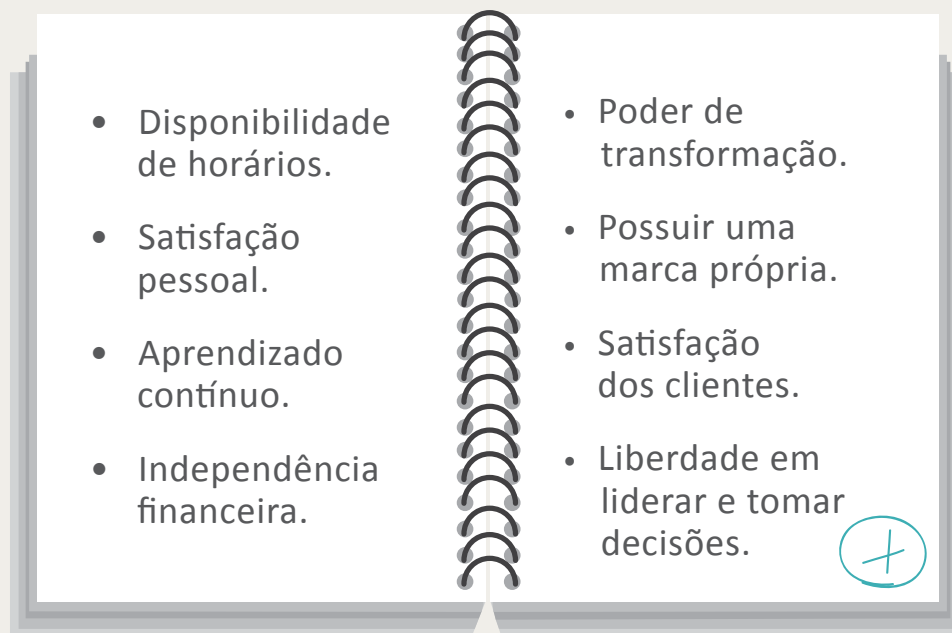 • Disponibilidade
de horários.
• Satisfação
pessoal.
• Aprendizado
contínuo.
• Independência
financeira.
• Poder de
transformação.
• Possuir uma
marca própria.
• Satisfação
dos clientes.
• Liberdade em
liderar e tomar
decisões.
+